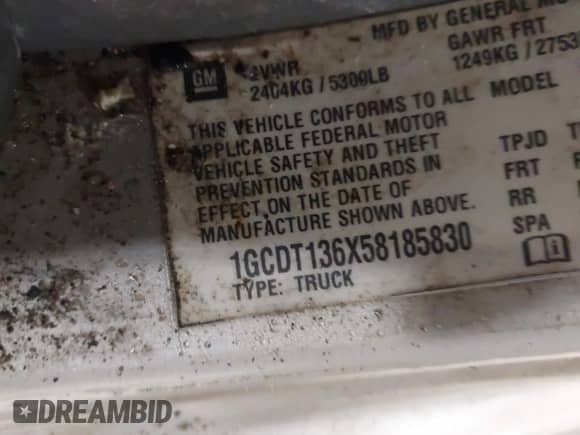 MFD BY GENERAL MO
GM
GVWR
GAWR FRT
2404KG / 5300LB
1249KG / 2753
THIS VEHICLE CONFORMS TO ALL
MODEL
APPLICABLE FEDERAL MOTOR
VEHICLE SAFETY AND THEFT
TPJD
PREVENTION STANDARDS IN
FRT
EFFECT ON THE DATE OF
RR
MANUFACTURE SHOWN ABOVE.
SPA
1GCDT136X58185830
TYPE: TRUCK
DREAMBID